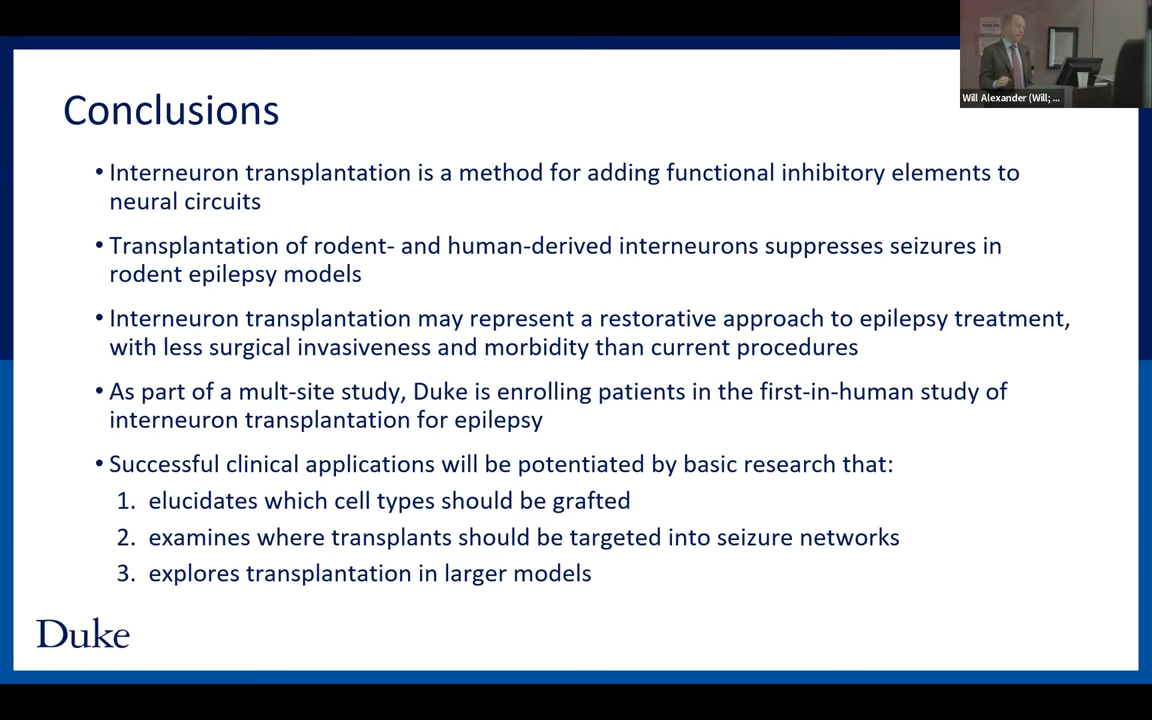 Will Alexander (Will; ...
Conclusions
• Interneuron transplantation is a method for adding functional inhibitory elements to
neural circuits
• Transplantation of rodent- and human-derived interneurons suppresses seizures in
rodent epilepsy models
• Interneuron transplantation may represent a restorative approach to epilepsy treatment,
with less surgical invasiveness and morbidity than current procedures
• As part of a mult-site study, Duke is enrolling patients in the first-in-human study of
interneuron transplantation for epilepsy
• Successful clinical applications will be potentiated by basic research that:
1. elucidates which cell types should be grafted
2. examines where transplants should be targeted into seizure networks
3. explores transplantation in larger models
Duke